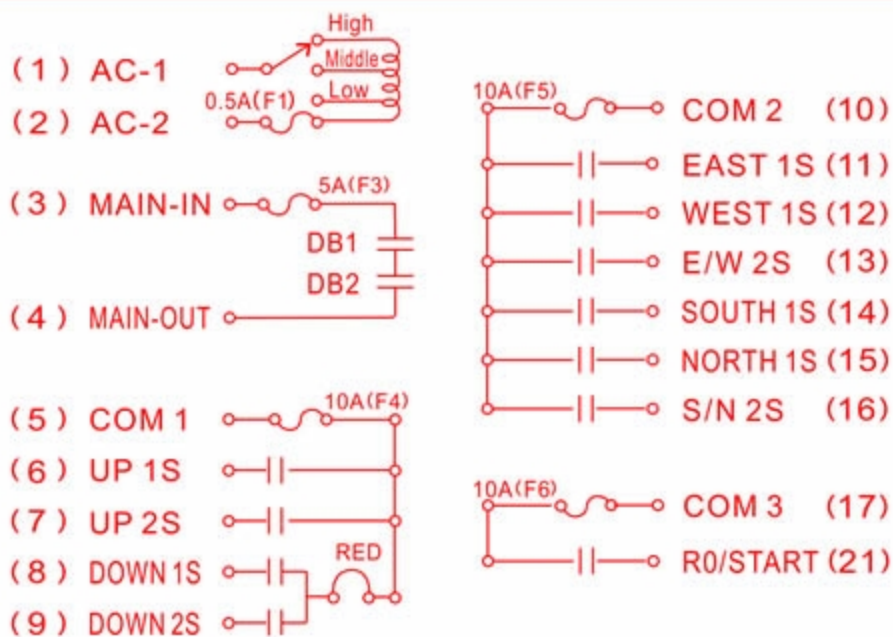 High
(1) AC-1
Middle
Low
0.5A(F1)
(2) AC-2
(3) MAIN-IN
5A(F3)
DB1
DB2
(4) MAIN-OUT
(5) COM 1
10A(F4)
(6) UP 1S
(7) UP 2S
RED
(8) DOWN 1S
(9) DOWN 2S
10A(F5)
COM 2 (10)
EAST 1S (11)
WEST 1S (12)
E/W 2S (13)
SOUTH 1S (14)
NORTH 1S (15)
S/N 2S (16)
10A(F6)
COM 3 (17)
R0/START (21)